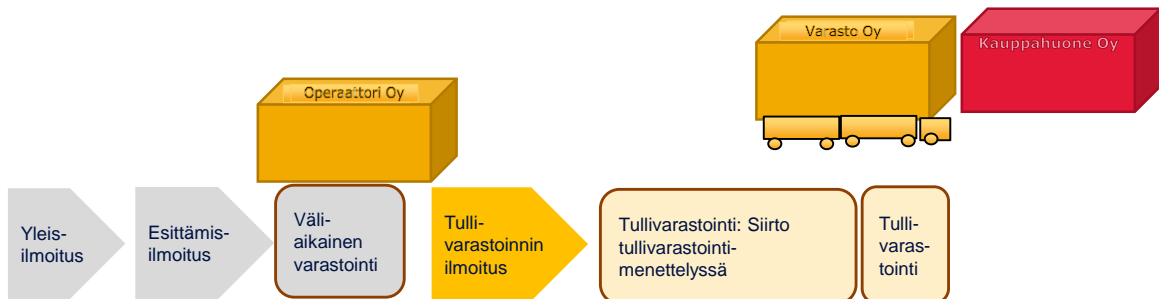 Varasto Oy
Kauppahuone Oy
Operaattori Oy
Yleis-
ilmoitus
Esittämis-
ilmoitus
Väli-
aikainen
varastointi
Tulli-
varastoinnin
ilmoitus
Tullivarastointi: Siirto
tullivarastointi-
menettelyssä
Tulli-
varas-
tointi